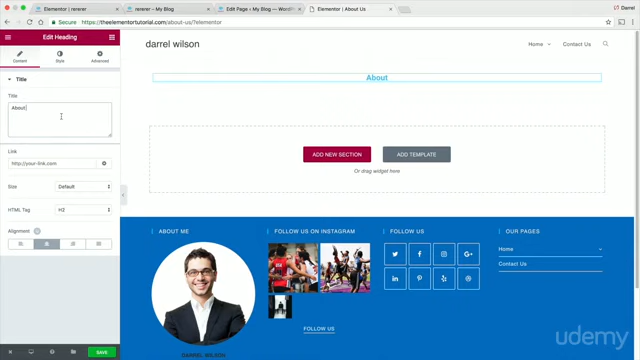 Elementor | rererer
rererer – My Blog
Edit Page ‹ My Blog — WordPr
Elementor | About Us
Darrel
Secure
https://theelementortutorial.com/about-us/?elementor
Edit Heading
Content
Style
Advanced
Title
Title
About
Link
http://your-link.com
Size
Default
HTML Tag
H2
Alignment
SAVE
darrel wilson
Home
Contact Us
About
ADD NEW SECTION
ADD TEMPLATE
Or drag widget here
ABOUT ME
FOLLOW US ON INSTAGRAM
FOLLOW US
OUR PAGES
Home
Contact Us
FOLLOW US
DARREL WILSON
udemy